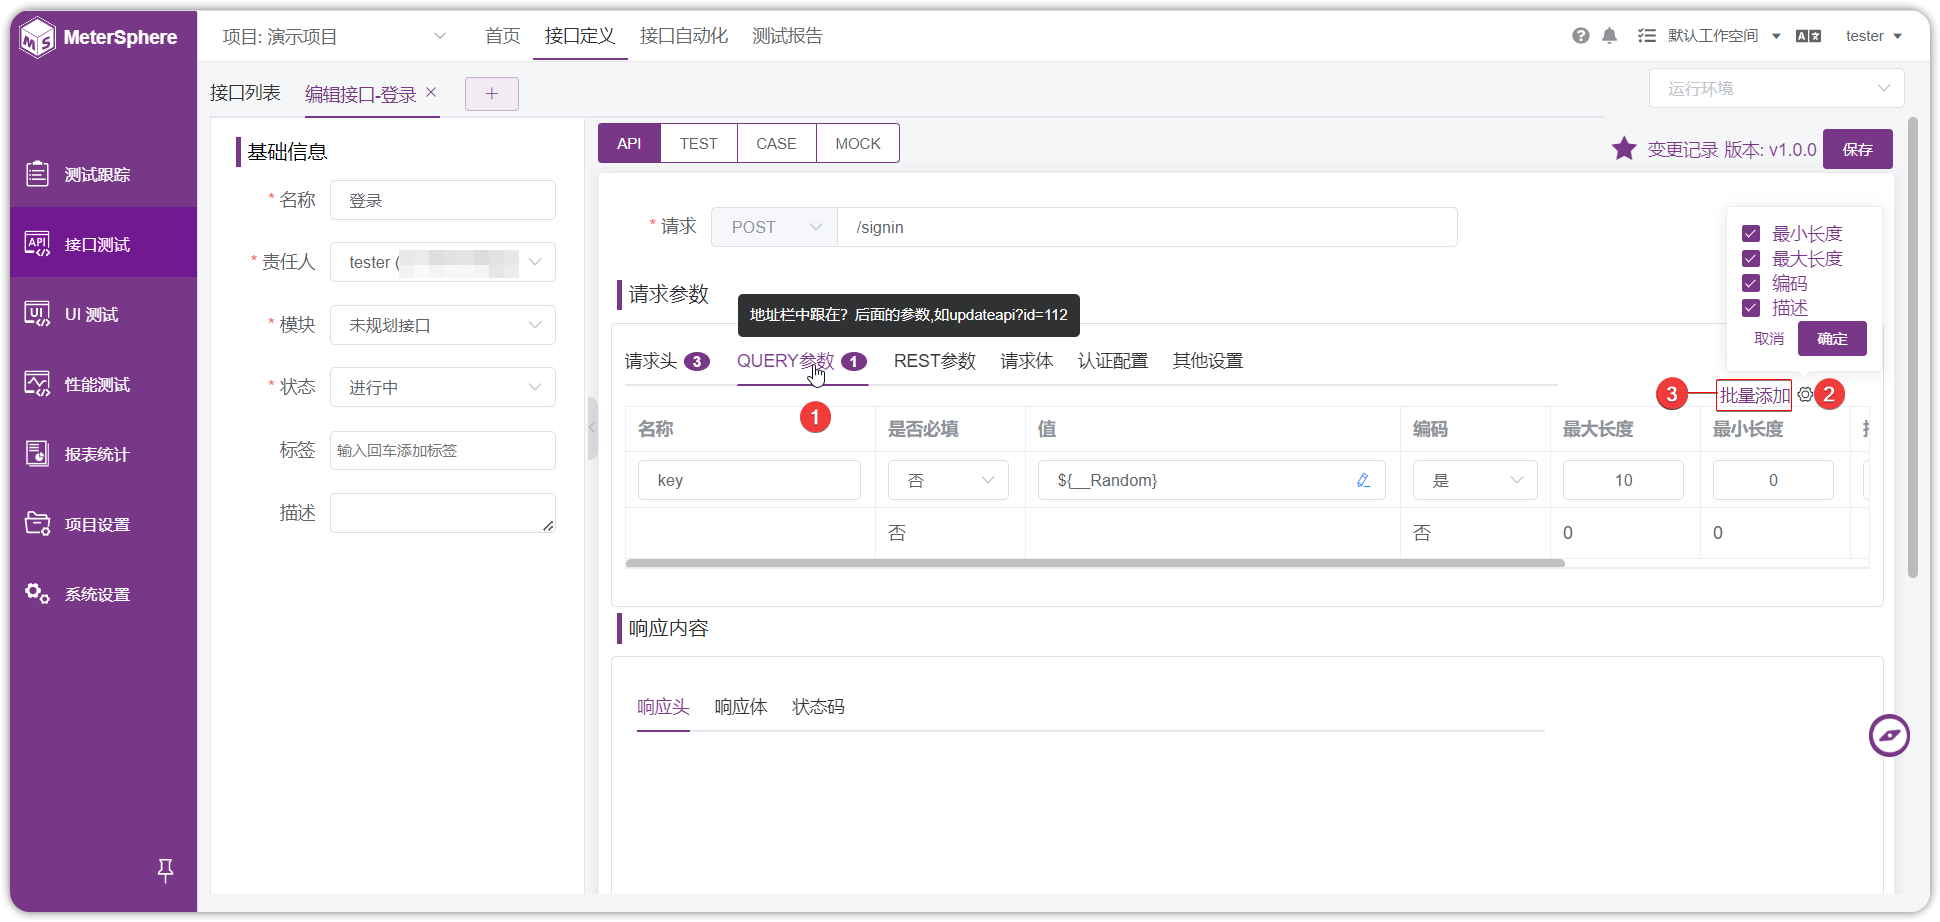 MeterSphere
项目: 演示项目
首页
接口定义
接口自动化
测试报告
默认工作空间
tester
测试跟踪
接口测试
UI 测试
性能测试
报表统计
项目设置
系统设置
接口列表
编辑接口-登录
+
运行环境
基础信息
* 名称
登录
* 责任人
tester (
* 模块
未规划接口
* 状态
进行中
标签
输入回车添加标签
描述
API
TEST
CASE
MOCK
变更记录 版本: v1.0.0
保存
* 请求
POST
/signin
最小长度
最大长度
编码
描述
取消
确定
请求参数
地址栏中跟在？后面的参数,如updateapi?id=112
请求头 3
QUERY参数 1
REST参数
请求体
认证配置
其他设置
1
3
批量添加
2
名称
是否必填
值
编码
最大长度
最小长度
key
否
${__Random}
是
10
0
否
否
0
0
响应内容
响应头
响应体
状态码